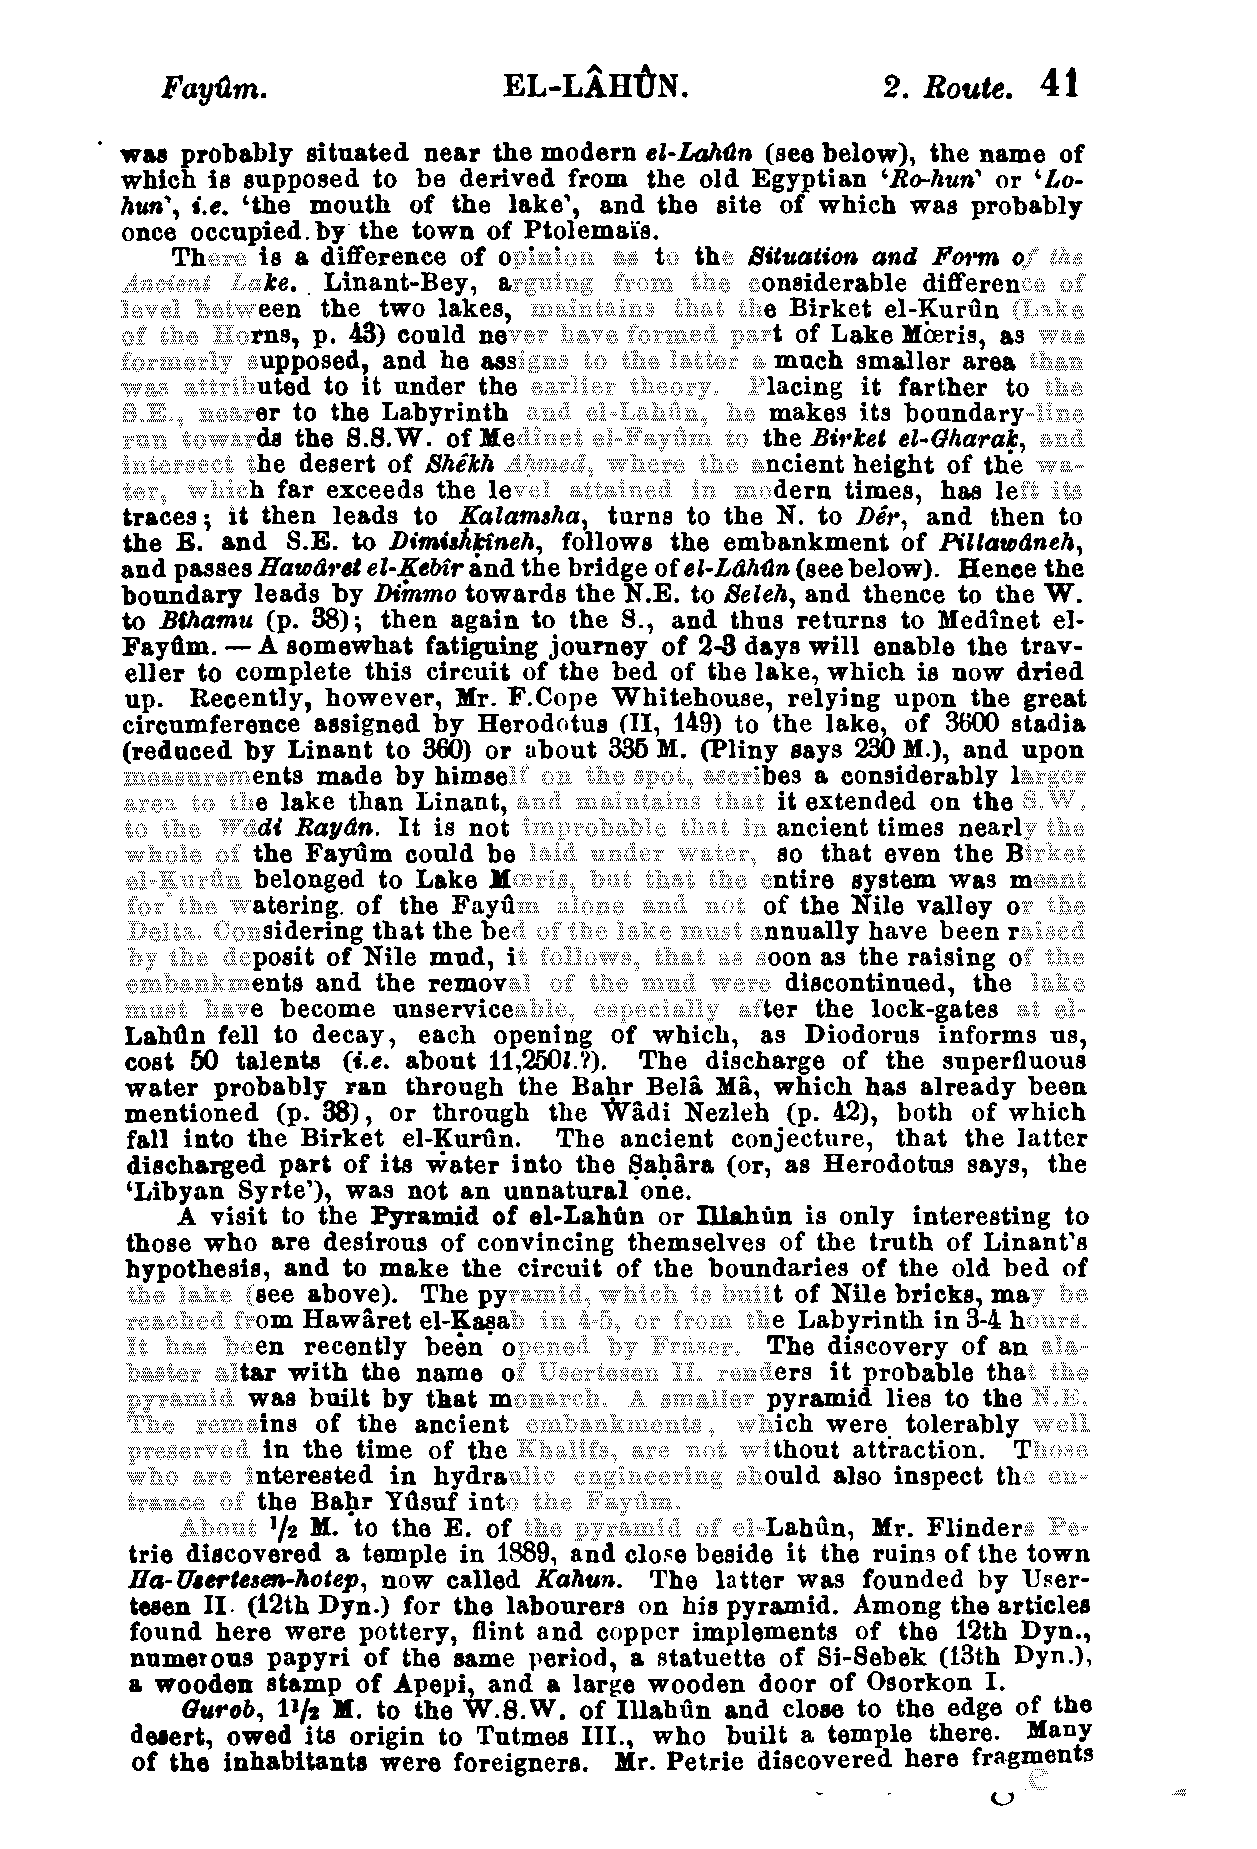 Fayûm. EL-LÂHÛN. 2. Route. 41
was probably situated near the modern el-Lahûn (see below), the name of
which is supposed to be derived from the old Egyptian ‘Ro-hun’ or ‘Lo-
hun’, i.e. ‘the mouth of the lake’, and the site of which was probably
once occupied by the town of Ptolemaïs.
There is a difference of opinion as to the Situation and Form of the
Ancient Lake. Linant-Bey, arguing from the considerable difference of
level between the two lakes, maintains that the Birket el-Ḳurûn (Lake
of the Horns, p. 43) could never have formed part of Lake Mœris, as was
formerly supposed, and he assigns to the latter a much smaller area than
was attributed to it under the earlier theory. Placing it farther to the
S.E., nearer to the Labyrinth and el-Lahûn, he makes its boundary-line
run towards the S.S.W. of Medînet el-Fayûm to the Birket el-Gharaḳ, and
intersect the desert of Shêkh Ahmed, where the ancient height of the wa-
ter, which far exceeds the level attained in modern times, has left its
traces; it then leads to Kalamsha, turns to the N. to Dêr, and then to
the E. and S.E. to Dimishḳîneh, follows the embankment of Pillawâneh,
and passes Hawâret el-Ḳebîr and the bridge of el-Lâhûn (see below). Hence the
boundary leads by Dimmo towards the N.E. to Seleh, and thence to the W.
to Bihamu (p. 38); then again to the S., and thus returns to Medînet el-
Fayûm. — A somewhat fatiguing journey of 2-3 days will enable the trav-
eller to complete this circuit of the bed of the lake, which is now dried
up. Recently, however, Mr. F. Cope Whitehouse, relying upon the great
circumference assigned by Herodotus (II, 149) to the lake, of 3600 stadia
(reduced by Linant to 360) or about 335 M. (Pliny says 230 M.), and upon
measurements made by himself on the spot, ascribes a considerably larger
area to the lake than Linant, and maintains that it extended on the S.W.
to the Wâdi Rayân. It is not improbable that in ancient times nearly the
whole of the Fayûm could be laid under water, so that even the Birket
el-Ḳurûn belonged to Lake Mœris, but that the entire system was meant
for the watering of the Fayûm alone and not of the Nile valley or the
Delta. Considering that the bed of the lake must annually have been raised
by the deposit of Nile mud, it follows, that as soon as the raising of the
embankments and the removal of the mud were discontinued, the lake
must have become unserviceable, especially after the lock-gates at el-
Lahûn fell to decay, each opening of which, as Diodorus informs us,
cost 50 talents (i.e. about 11,250l.?). The discharge of the superfluous
water probably ran through the Baḥr Belâ Mâ, which has already been
mentioned (p. 38), or through the Wâdi Nezleh (p. 42), both of which
fall into the Birket el-Ḳurûn. The ancient conjecture, that the latter
discharged part of its water into the Ṣaḥâra (or, as Herodotus says, the
‘Libyan Syrte’), was not an unnatural one.
A visit to the Pyramid of el-Lahûn or Illahûn is only interesting to
those who are desirous of convincing themselves of the truth of Linant’s
hypothesis, and to make the circuit of the boundaries of the old bed of
the lake (see above). The pyramid, which is built of Nile bricks, may be
reached from Hawâret el-Ḳaṣab in 4-5, or from the Labyrinth in 3-4 hours.
It has been recently been opened by Fraser. The discovery of an ala-
baster altar with the name of Usertesen II. renders it probable that the
pyramid was built by that monarch. A smaller pyramid lies to the N.E.
The remains of the ancient embankments, which were tolerably well
preserved in the time of the Khalifs, are not without attraction. Those
who are interested in hydraulic engineering should also inspect the en-
trance of the Baḥr Yûsuf into the Fayûm.
About 1/2 M. to the E. of the pyramid of el-Lahûn, Mr. Flinders Pe-
trie discovered a temple in 1889, and close beside it the ruins of the town
Ha-Usertesen-hotep, now called Kahun. The latter was founded by User-
tesen II. (12th Dyn.) for the labourers on his pyramid. Among the articles
found here were pottery, flint and copper implements of the 12th Dyn.,
numerous papyri of the same period, a statuette of Si-Sebek (13th Dyn.),
a wooden stamp of Apepi, and a large wooden door of Osorkon I.
Gurob, 1 1/2 M. to the W.S.W. of Illahûn and close to the edge of the
desert, owed its origin to Tutmes III., who built a temple there. Many
of the inhabitants were foreigners. Mr. Petrie discovered here fragments